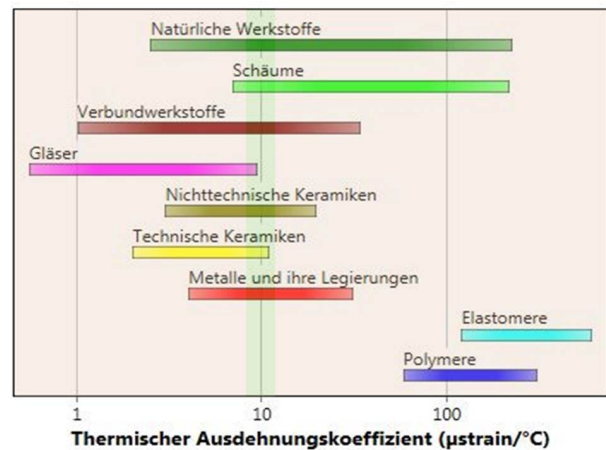 Natürliche Werkstoffe
Schäume
Verbundwerkstoffe
Gläser
Nichttechnische Keramiken
Technische Keramiken
Metalle und ihre Legierungen
Elastomere
Polymere
1 10 100
Thermischer Ausdehnungskoeffizient (µstrain/°C)